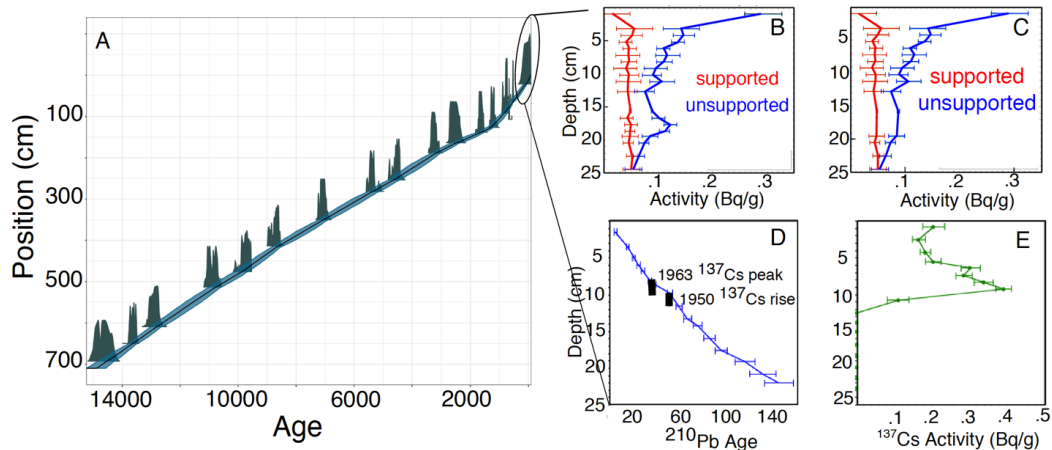 A
Position (cm)
100
300
500
700
14000 10000 6000 2000
Age
B
Depth (cm)
5
10
15
20
25
supported
unsupported
.1 .2 .3
Activity (Bq/g)
C
5
10
15
20
25
supported
unsupported
0 .1 .2 .3
Activity (Bq/g)
D
Depth (cm)
5
10
15
20
25
1963 ¹³⁷Cs peak
1950 ¹³⁷Cs rise
20 60 100 140
²¹⁰Pb Age
E
5
10
15
20
25
.1 .2 .3 .4 .5
¹³⁷Cs Activity (Bq/g)